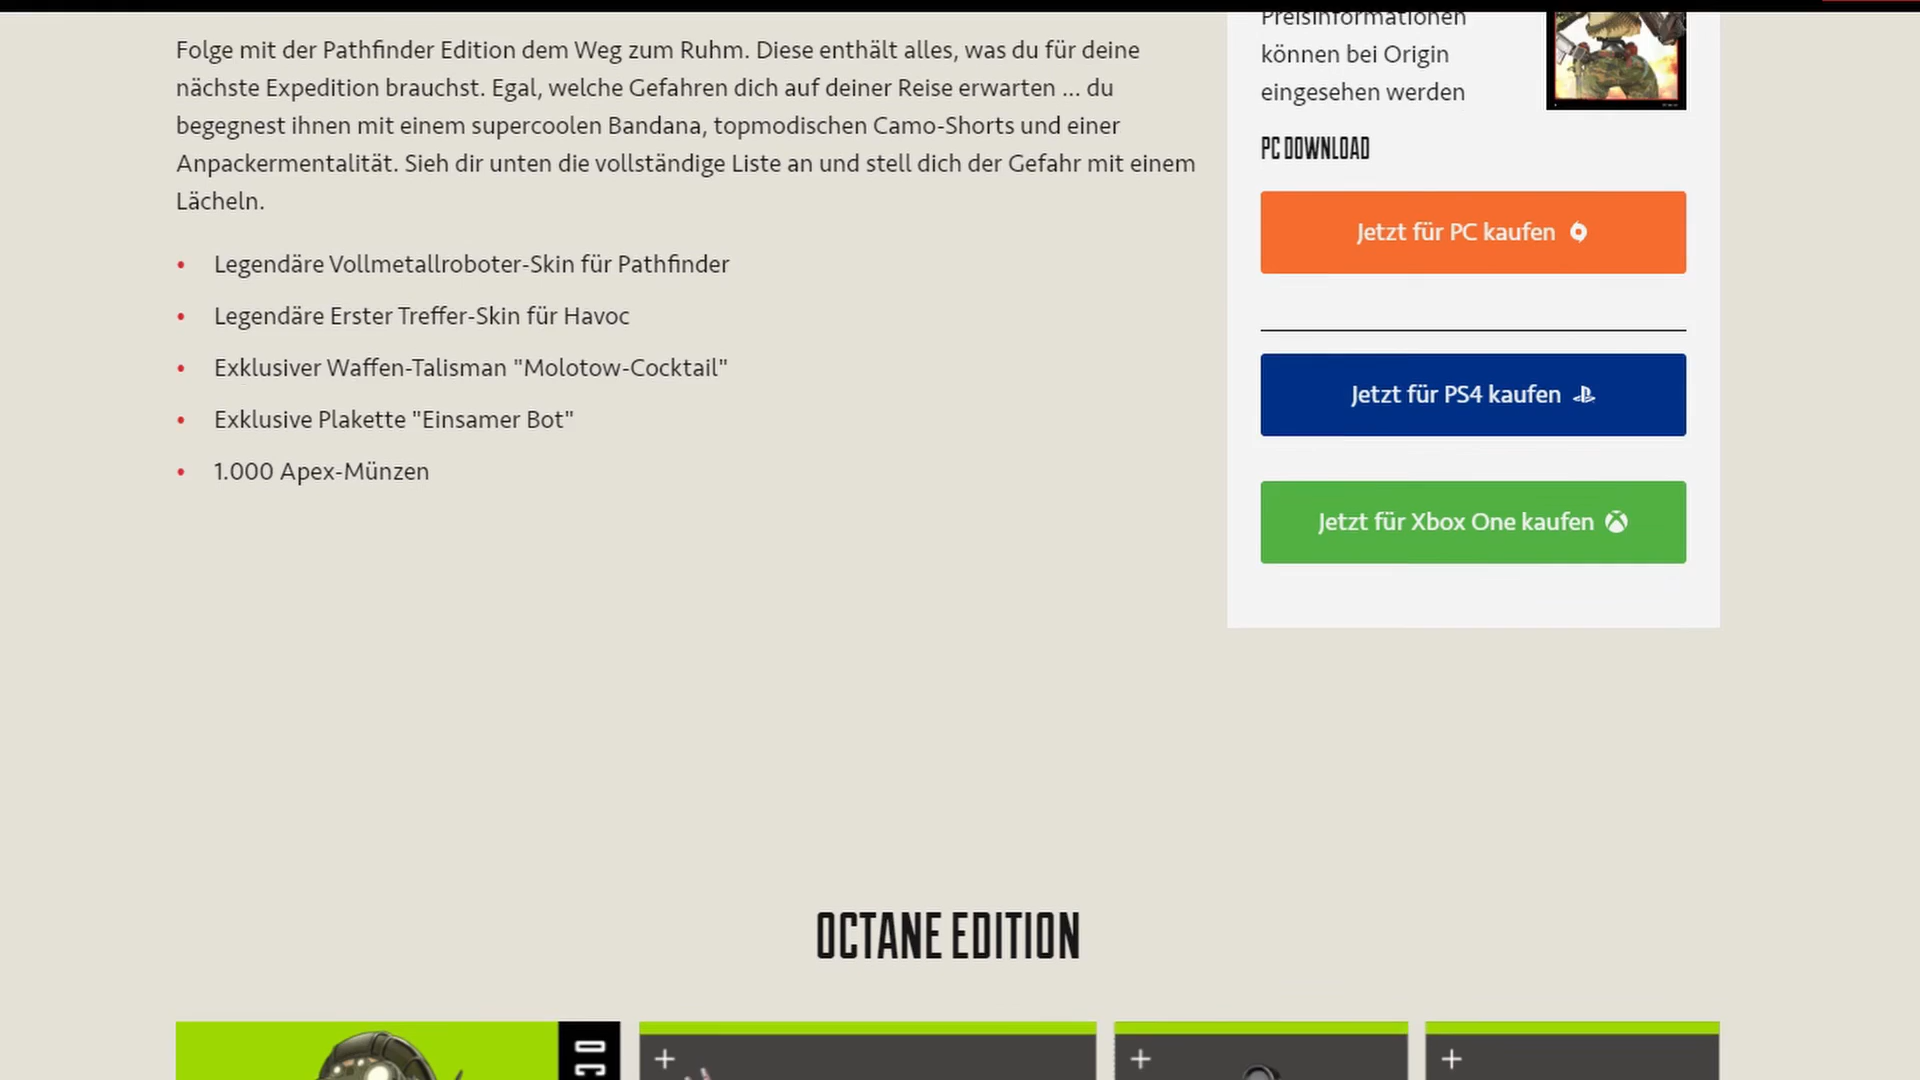 Folge mit der Pathfinder Edition dem Weg zum Ruhm. Diese enthält alles, was du für deine
nächste Expedition brauchst. Egal, welche Gefahren dich auf deiner Reise erwarten ... du
begegnest ihnen mit einem supercoolen Bandana, topmodischen Camo-Shorts und einer
Anpackermentalität. Sieh dir unten die vollständige Liste an und stell dich der Gefahr mit einem
Lächeln.
• Legendäre Vollmetallroboter-Skin für Pathfinder
• Legendäre Erster Treffer-Skin für Havoc
• Exklusiver Waffen-Talisman "Molotow-Cocktail"
• Exklusive Plakette "Einsamer Bot"
• 1.000 Apex-Münzen
Preisinformationen
können bei Origin
eingesehen werden
PC DOWNLOAD
Jetzt für PC kaufen
Jetzt für PS4 kaufen
Jetzt für Xbox One kaufen
OCTANE EDITION
+
+
+